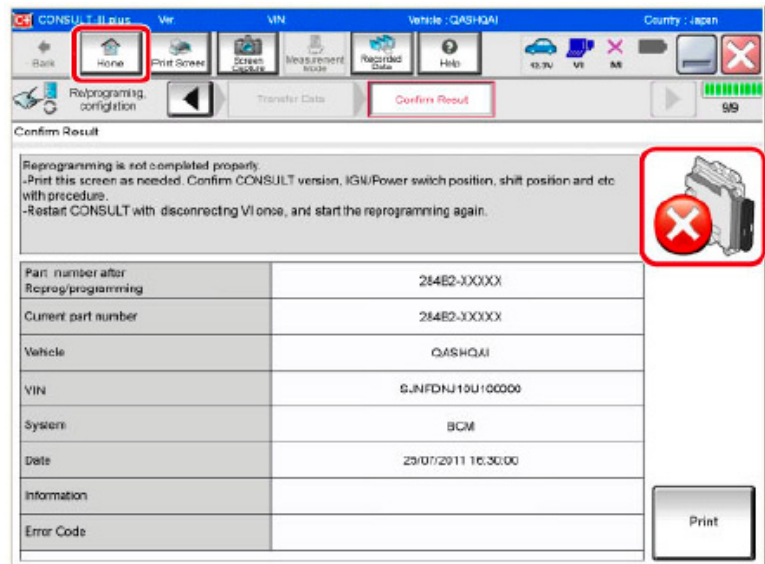 CONSULT-III plus Ver. VIN: Vehicle : QASHQAI Country : Japan
Back Home Print Screen Screen Capture Measurement Mode Recorded Data Help 12.3V VI MI
Re/programing, configlation Transfer Data Confirm Result 9/9
Confirm Result
Reprogramming is not completed properly.
-Print this screen as needed. Confirm CONSULT version, IGN/Power switch position, shift position and etc
with procedure.
-Restart CONSULT with disconnecting VI once, and start the reprogramming again.
Part number after
Reprog/programming
284B2-XXXXX
Current part number 284B2-XXXXX
Vehicle QASHQAI
VIN SJNFDNJ10U100000
System BCM
Date 25/07/2011 16:30:00
Information
Error Code
Print